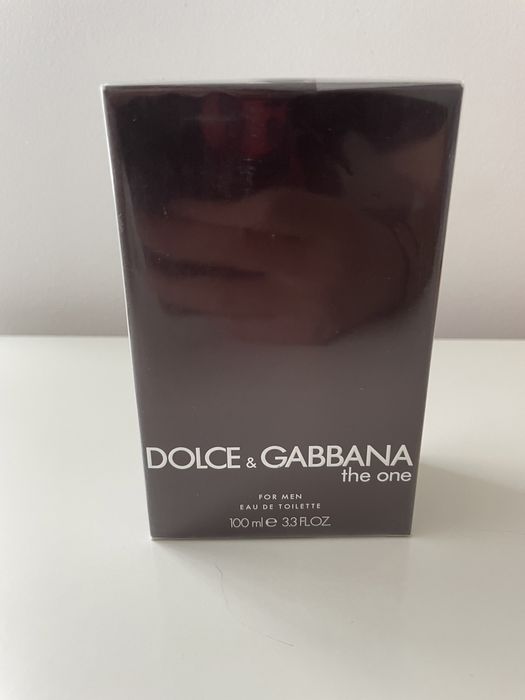 DOLCE & GABBANA
the one
FOR MEN
EAU DE TOILETTE
100 ml ℮ 3.3 FL.OZ.